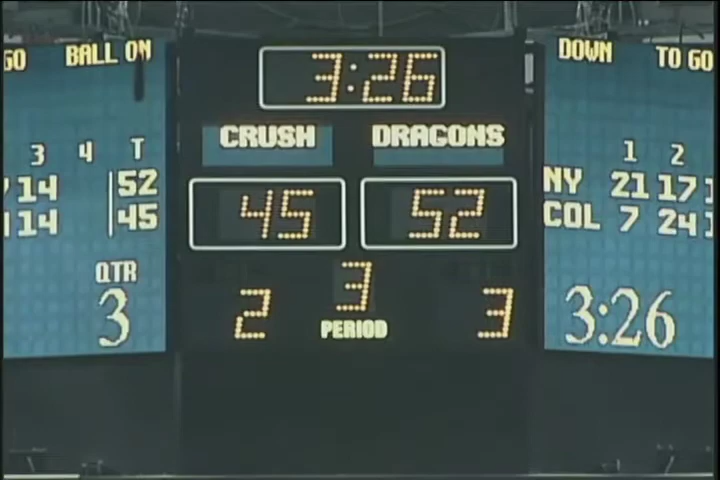 GO BALL ON
3 4 T
14 52
14 45
QTR
3
3:26
CRUSH DRAGONS
45 52
3
2 PERIOD 3
DOWN TO GO
1 2
NY 21 17
COL 7 24
3:26